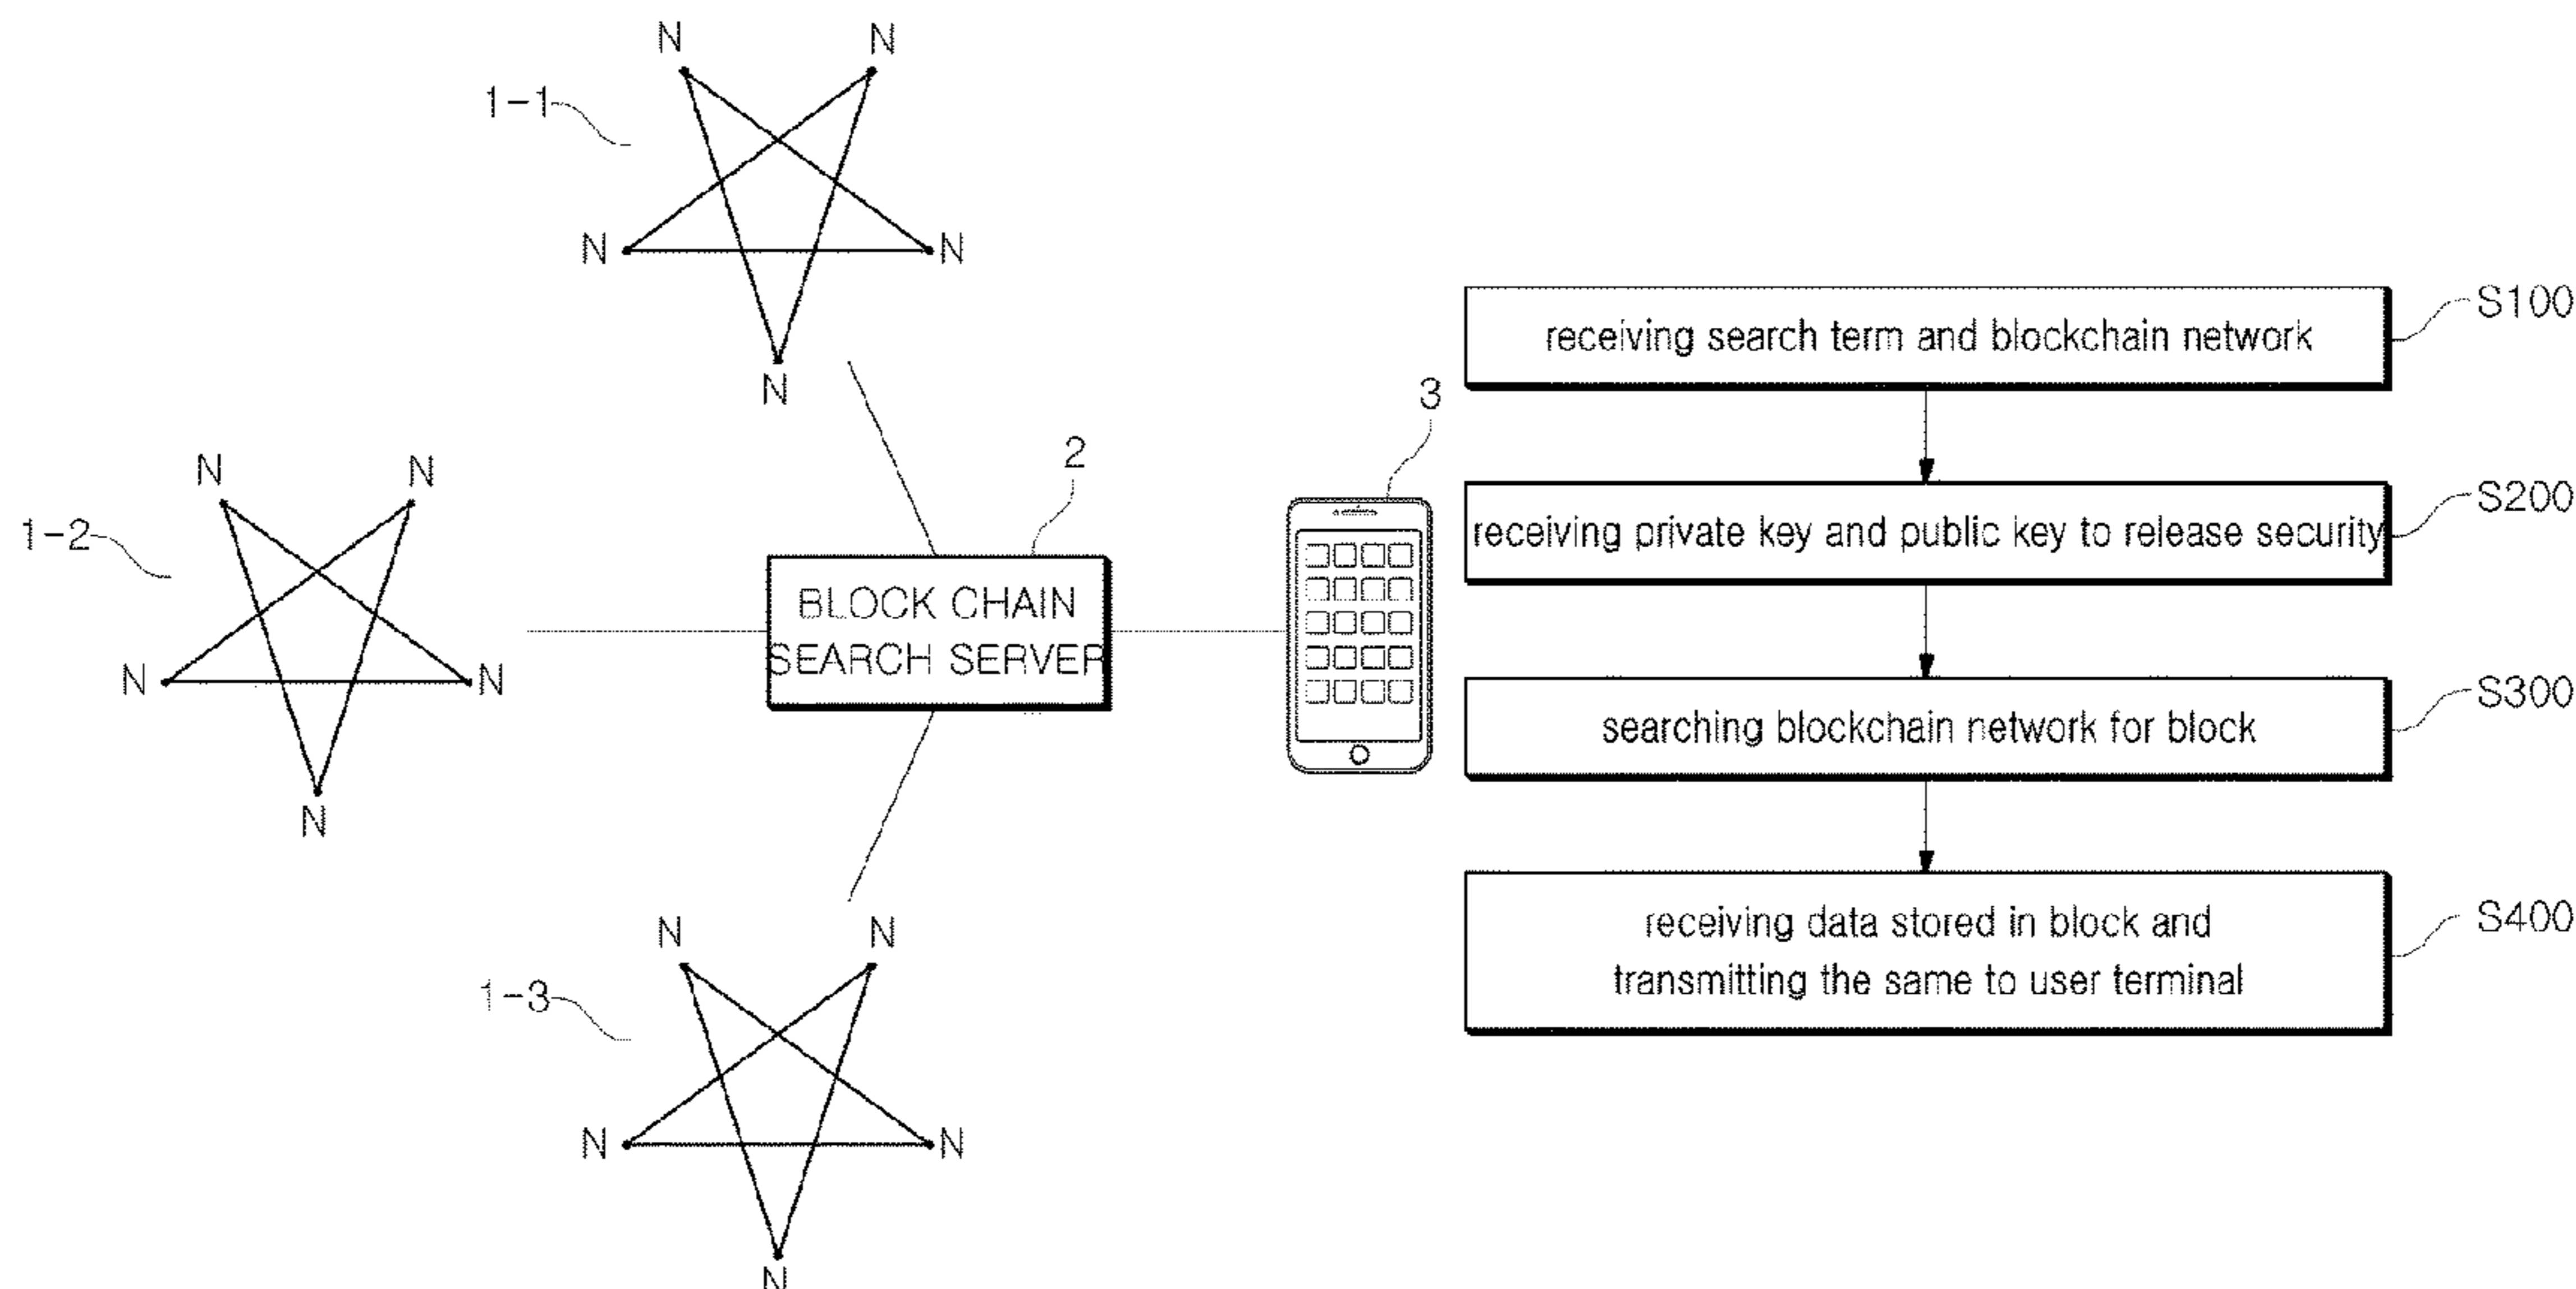 N N
1-1
N N
N
1-2
N N
N N
N
2
BLOCK CHAIN
SEARCH SERVER
3
1-3
N N
N N
N
receiving search term and blockchain network
S100
receiving private key and public key to release security
S200
searching blockchain network for block
S300
receiving data stored in block and
transmitting the same to user terminal
S400